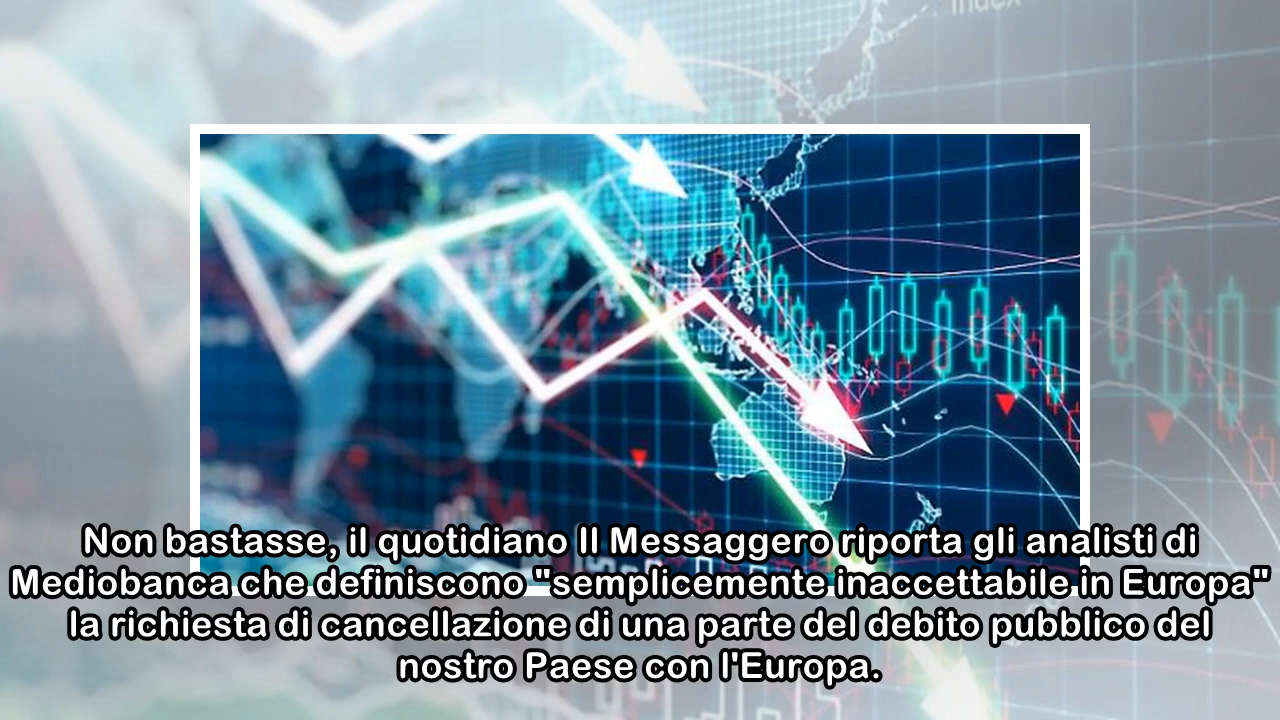 Index
Non bastasse, il quotidiano Il Messaggero riporta gli analisti di
Mediobanca che definiscono "semplicemente inaccettabile in Europa"
la richiesta di cancellazione di una parte del debito pubblico del
nostro Paese con l'Europa.